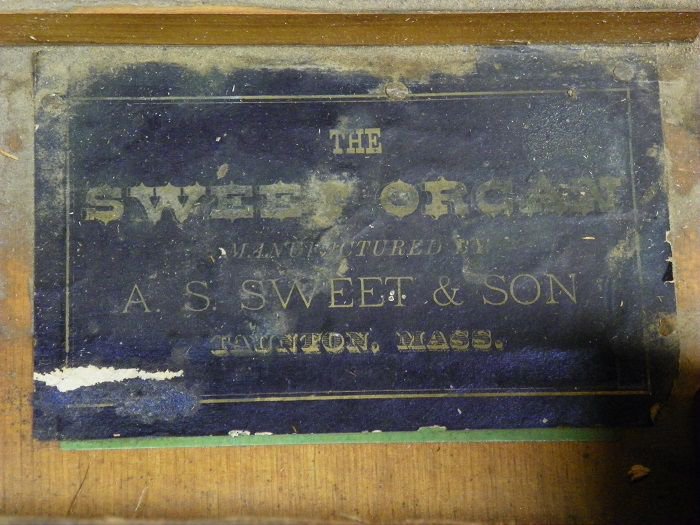 THE
SWEET ORGAN
MANUFACTURED BY
A. S. SWEET & SON
TAUNTON, MASS.